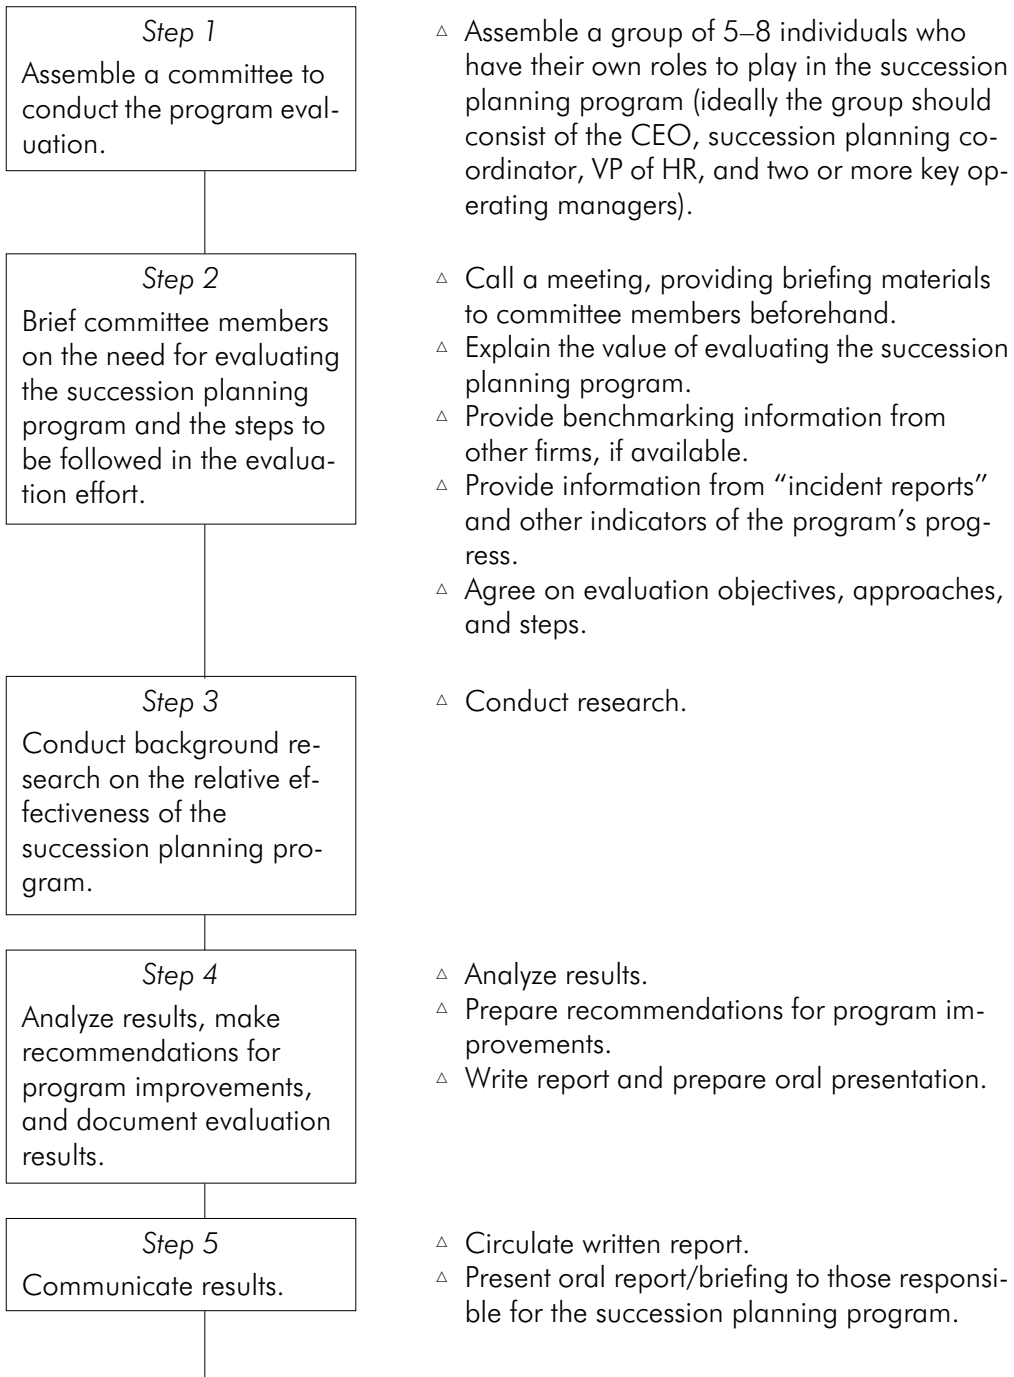 Step 1
Assemble a committee to
conduct the program eval-
uation.
△ Assemble a group of 5–8 individuals who
have their own roles to play in the succession
planning program (ideally the group should
consist of the CEO, succession planning co-
ordinator, VP of HR, and two or more key op-
erating managers).
Step 2
Brief committee members
on the need for evaluating
the succession planning
program and the steps to
be followed in the evalua-
tion effort.
△ Call a meeting, providing briefing materials
to committee members beforehand.
△ Explain the value of evaluating the succession
planning program.
△ Provide benchmarking information from
other firms, if available.
△ Provide information from “incident reports”
and other indicators of the program’s prog-
ress.
△ Agree on evaluation objectives, approaches,
and steps.
Step 3
Conduct background re-
search on the relative ef-
fectiveness of the
succession planning pro-
gram.
△ Conduct research.
Step 4
Analyze results, make
recommendations for
program improvements,
and document evaluation
results.
△ Analyze results.
△ Prepare recommendations for program im-
provements.
△ Write report and prepare oral presentation.
Step 5
Communicate results.
△ Circulate written report.
△ Present oral report/briefing to those responsi-
ble for the succession planning program.